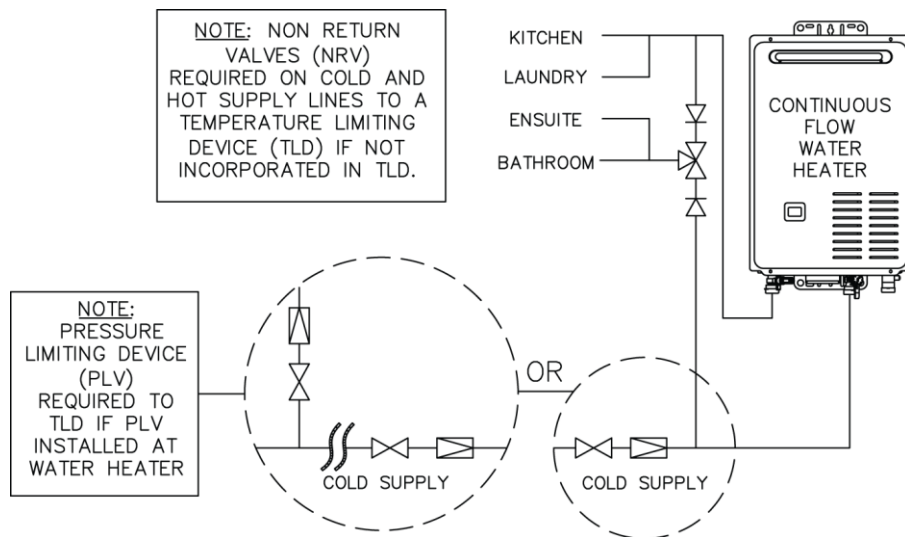 NOTE: NON RETURN
VALVES (NRV)
REQUIRED ON COLD AND
HOT SUPPLY LINES TO A
TEMPERATURE LIMITING
DEVICE (TLD) IF NOT
INCORPORATED IN TLD.
KITCHEN
LAUNDRY
ENSUITE
BATHROOM
CONTINUOUS
FLOW
WATER
HEATER
NOTE:
PRESSURE
LIMITING DEVICE
(PLV)
REQUIRED TO
TLD IF PLV
INSTALLED AT
WATER HEATER
OR
COLD SUPPLY
COLD SUPPLY